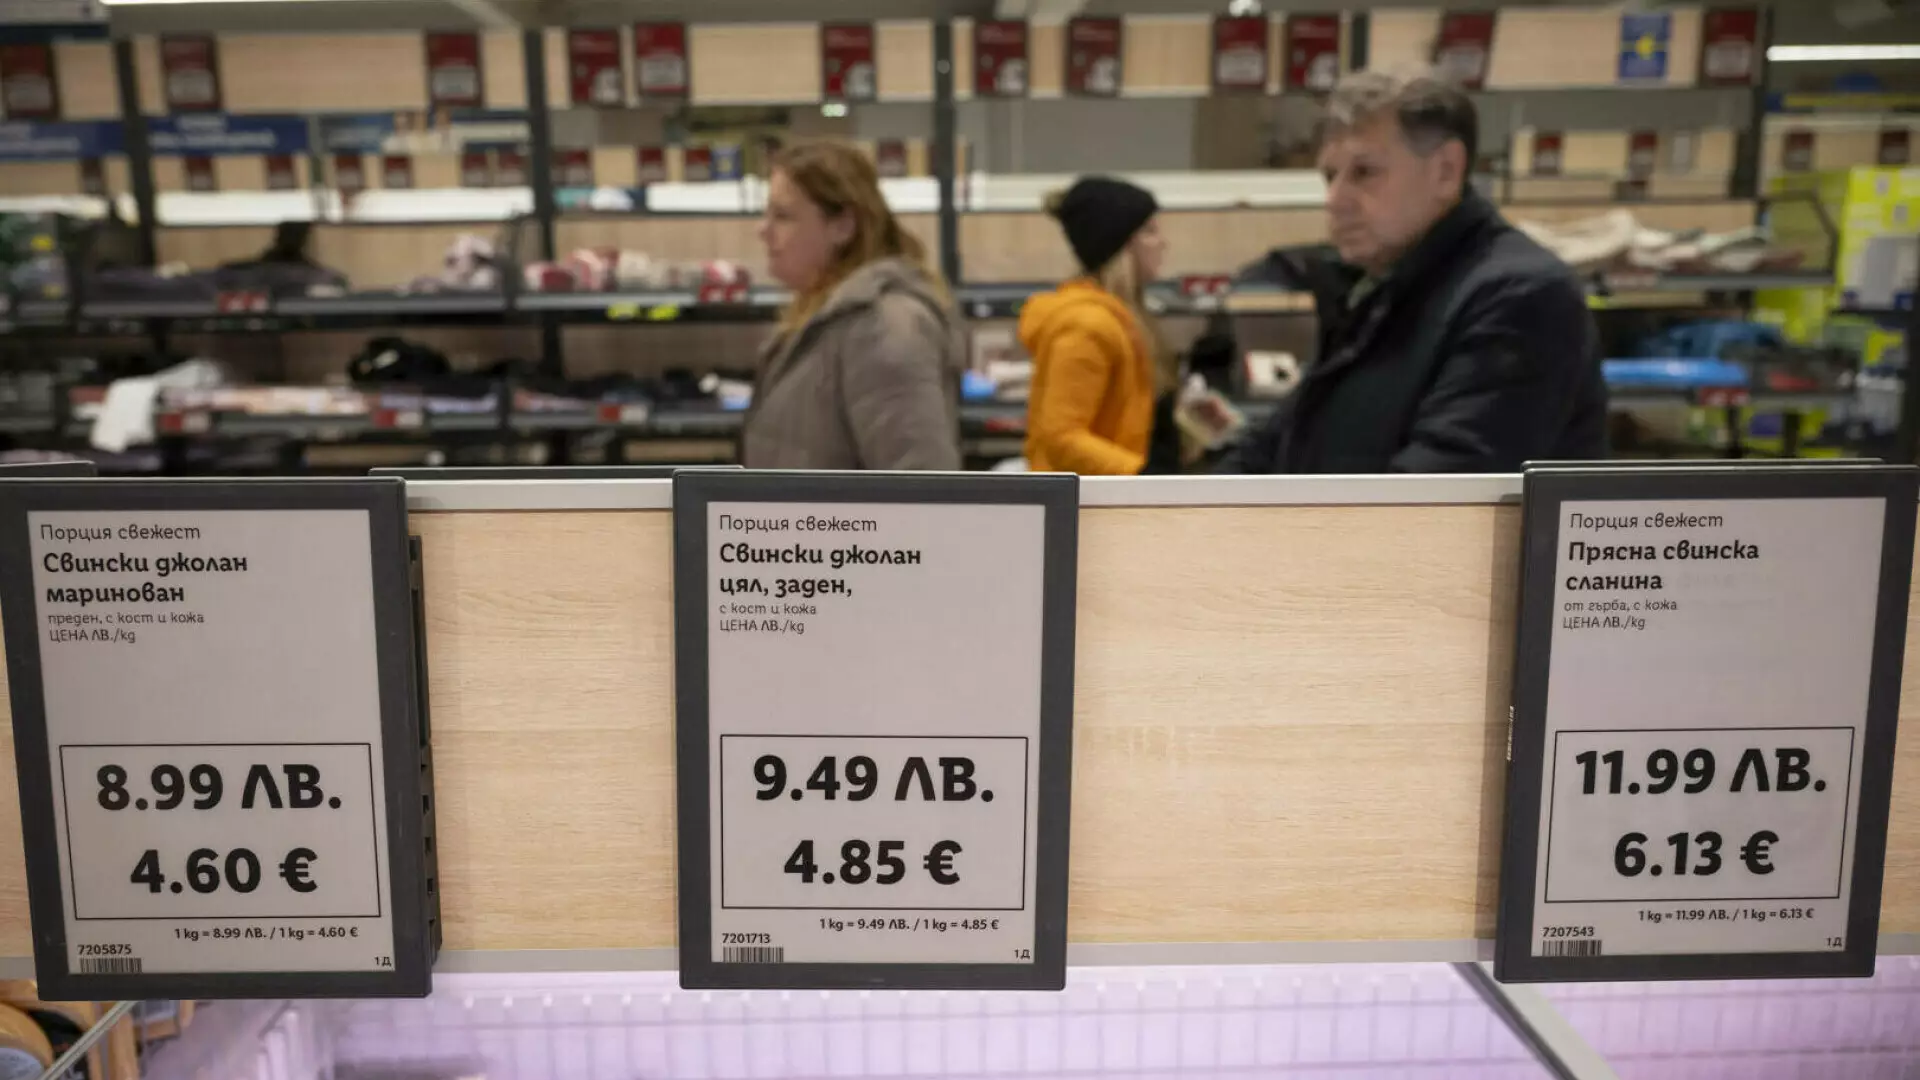 Порция свежест
Свински джолан
маринован
преден, с кост и кожа
ЦЕНА ЛВ./kg
8.99 ЛВ.
4.60 €
1 kg = 8.99 ЛВ. / 1 kg = 4.60 €
7205875
1Д
Порция свежест
Свински джолан
цял, заден,
с кост и кожа
ЦЕНА ЛВ./kg
9.49 ЛВ.
4.85 €
1 kg = 9.49 ЛВ. / 1 kg = 4.85 €
7201713
1Д
Порция свежест
Прясна свинска
сланина
от гърба, с кожа
ЦЕНА ЛВ./kg
11.99 ЛВ.
6.13 €
1 kg = 11.99 ЛВ. / 1 kg = 6.13 €
7207543
1Д